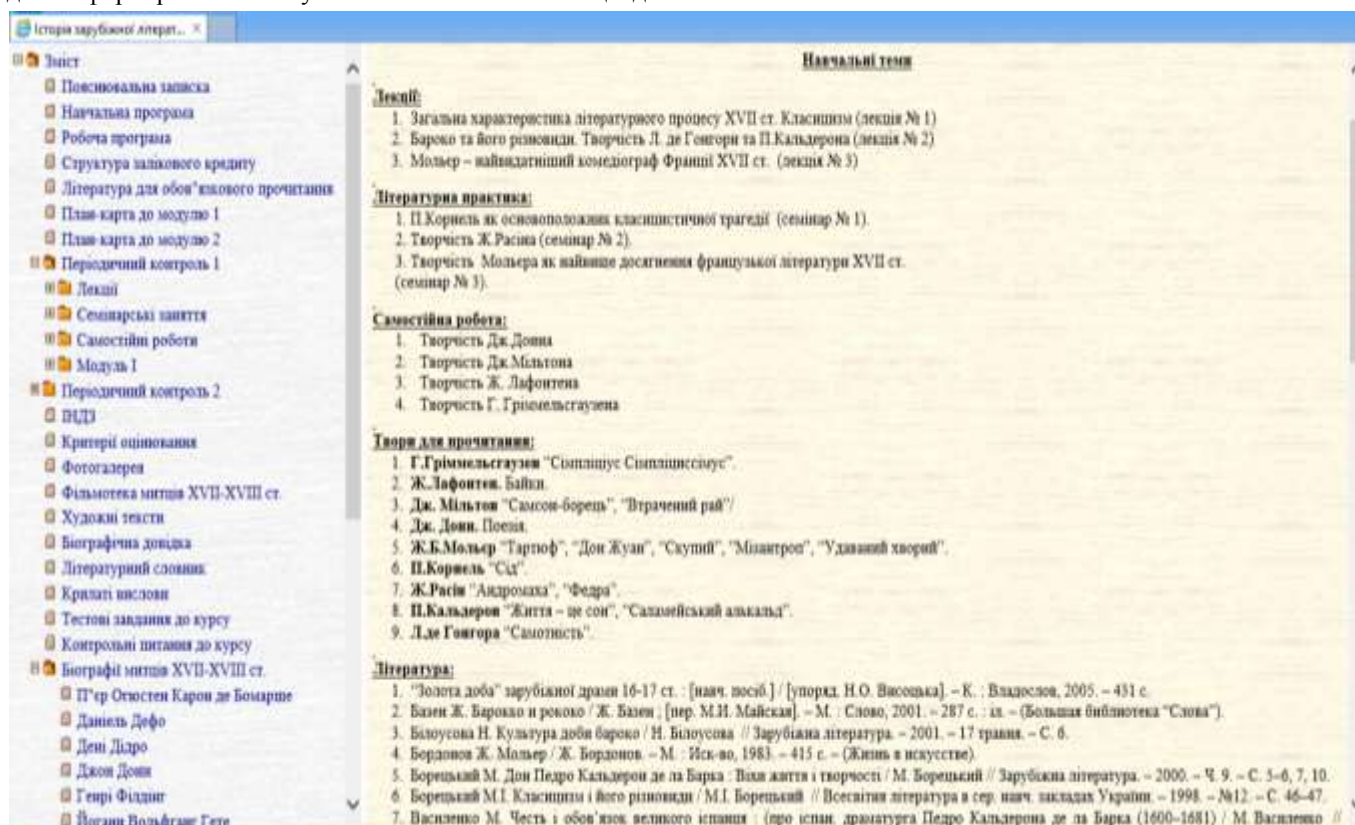 Історія зарубіжної літерат...
Зміст
Пояснювальна записка
Навчальна програма
Робоча програма
Структура залікового кредиту
Література для обов"язкового прочитання
План-карта до модулю 1
План-карта до модулю 2
Періодичний контроль 1
Лекції
Семінарські заняття
Самостійні роботи
Модуль I
Періодичний контроль 2
ІНДЗ
Критерії оцінювання
Фотогалерея
Фільмотека митців XVII-XVIII ст.
Художні тексти
Біографічна довідка
Літературний словник
Крилаті вислови
Тестові завдання до курсу
Контрольні питання до курсу
Біографії митців XVII-XVIII ст.
П"єр Огюстен Карон де Бомарше
Даніель Дефо
Дені Дідро
Джон Донн
Генрі Філдінг
Йоганн Вольфганг Гете
Навчальні теми
Лекції:
1. Загальна характеристика літературного процесу XVII ст. Класицизм (лекція № 1)
2. Бароко та його різновиди. Творчість Л. де Гонгори та П.Кальдерона (лекція № 2)
3. Мольєр – найвидатніший комедіограф Франції XVII ст. (лекція № 3)
Літературна практика:
1. П.Корнель як основоположник класицистичної трагедії (семінар № 1).
2. Творчість Ж.Расіна (семінар № 2).
3. Творчість Мольєра як найвище досягнення французької літератури XVII ст.
(семінар № 3).
Самостійна робота:
1. Творчість Дж.Донна
2. Творчість Дж.Мільтона
3. Творчість Ж. Лафонтена
4. Творчість Г. Гріммельсгаузена
Твори для прочитання:
1. Г.Гріммельсгаузен "Сімпліціус Сімпліциссімус".
2. Ж.Лафонтен. Байки.
3. Дж. Мільтон "Самсон-борець", "Втрачений рай"/
4. Дж. Донн. Поезія.
5. Ж.Б.Мольєр "Тартюф", "Дон Жуан", "Скупий", "Мізантроп", "Удаваний хворий".
6. П.Корнель "Сід".
7. Ж.Расін "Андромаха", "Федра".
8. П.Кальдерон "Життя – це сон", "Саламейський алькальд".
9. Л.де Гонгора "Самотність".
Література:
1. "Золота доба" зарубіжної драми 16-17 ст. : [навч. посіб.] / [упоряд. Н.О. Висоцька]. – К. : Владослов, 2005. – 431 с.
2. Базен Ж. Барокко и рококо / Ж. Базен ; [пер. М.И. Майская]. – М. : Слово, 2001. – 287 с. : ил. – (Большая библиотека "Слова").
3. Білоусова Н. Культура доби бароко / Н. Білоусова // Зарубіжна література. – 2001. – 17 травня. – С. 6.
4. Бордонов Ж. Мольер / Ж. Бордонов. – М. : Иск-во, 1983. – 415 с. – (Жизнь в искусстве).
5. Борецький М. Дон Педро Кальдерон де ла Барка : Віхи життя і творчості / М. Борецький // Зарубіжна література. – 2000. – Ч. 9. – С. 5–6, 7, 10.
6. Борецький М.І. Класицизм і його різновиди / М.І. Борецький // Всесвітня література в сер. навч. закладах України. – 1998. – №12. – С. 46–47.
7. Василенко М. Честь і обов'язок великого іспанця : (про іспан. драматурга Педро Кальдерона де ла Барка (1600–1681) / М. Василенко //